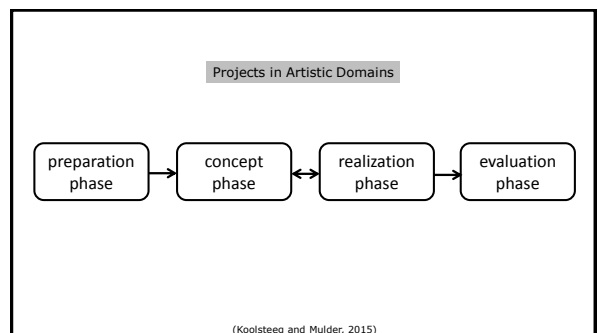 Projects in Artistic Domains
preparation
phase
concept
phase
realization
phase
evaluation
phase
(Koolsteeg and Mulder, 2015)